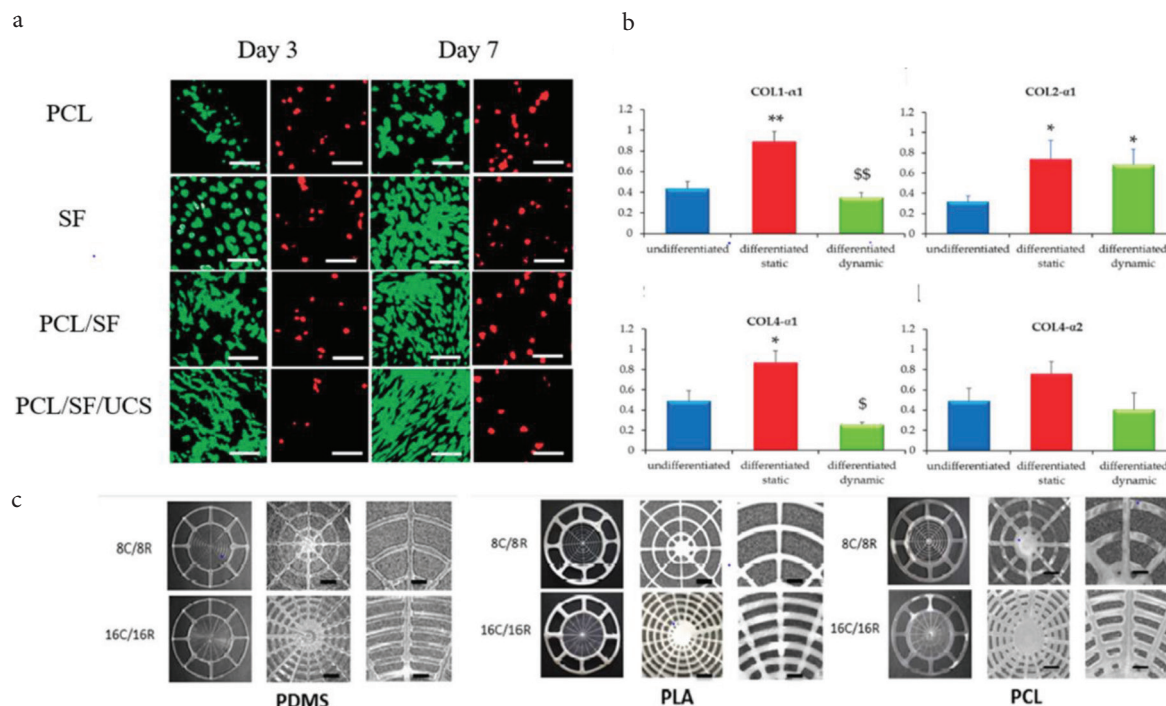 a
Day 3 Day 7
PCL
SF
PCL/SF
PCL/SF/UCS
b
COL1-α1
1.2
1
0.8
0.6
0.4
0.2
0
**
$$
undifferentiated differentiated static differentiated dynamic
COL2-α1
1.2
1
0.8
0.6
0.4
0.2
0
*
*
undifferentiated differentiated static differentiated dynamic
COL4-α1
1.2
1
0.8
0.6
0.4
0.2
0
*
$
undifferentiated differentiated static differentiated dynamic
COL4-α2
1.2
1
0.8
0.6
0.4
0.2
0
undifferentiated differentiated static differentiated dynamic
c
8C/8R
16C/16R
PDMS
8C/8R
16C/16R
PLA
8C/8R
16C/16R
PCL